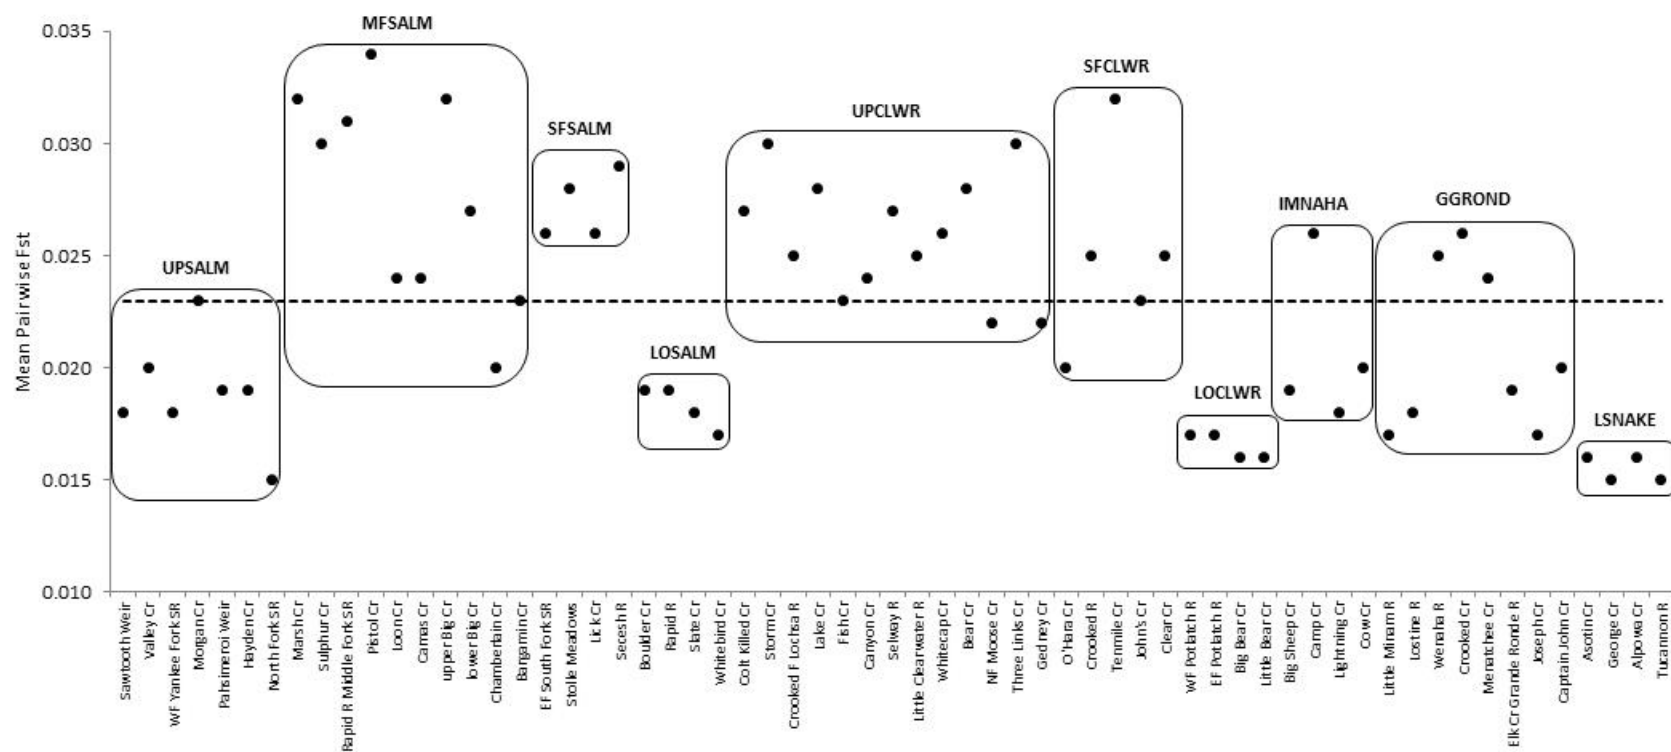 MFSALM
SFCLWR
UPCLWR
SFSALM
IMNAHA
GGROND
UPSALM
LOSALM
LOCLWR
LSNAKE
Mean Pairwise Fst
0.035
0.030
0.025
0.020
0.015
0.010
Sawtooth Weir
Valley Cr
WF Yankee Fork SR
Morgan Cr
Pahsimeroi Weir
Hayden Cr
North Fork SR
Marsh Cr
Sulphur Cr
Rapid R Middle Fork SR
Pistol Cr
Loon Cr
Camas Cr
upper Big Cr
lower Big Cr
Chamberlain Cr
Bargamin Cr
EF South Fork SR
Stolle Meadows
Lick Cr
Secesh R
Boulder Cr
Rapid R
Slate Cr
Whitebird Cr
Colt Killed Cr
Storm Cr
Crooked F Lochsa R
Lake Cr
Fish Cr
Canyon Cr
Selway R
Little Clearwater R
Whitecap Cr
Bear Cr
NF Moose Cr
Three Links Cr
Gedney Cr
O'Hara Cr
Crooked R
Tenmile Cr
John's Cr
Clear Cr
WF Potlatch R
EF Potlatch R
Big Bear Cr
Little Bear Cr
Big Sheep Cr
Camp Cr
Lightning Cr
Cow Cr
Little Minam R
Lostine R
Wenaha R
Crooked Cr
Menatchee Cr
Elk Cr Grande Ronde R
Joseph Cr
Captain John Cr
Asotin Cr
George Cr
Alpowa Cr
Tucannon R